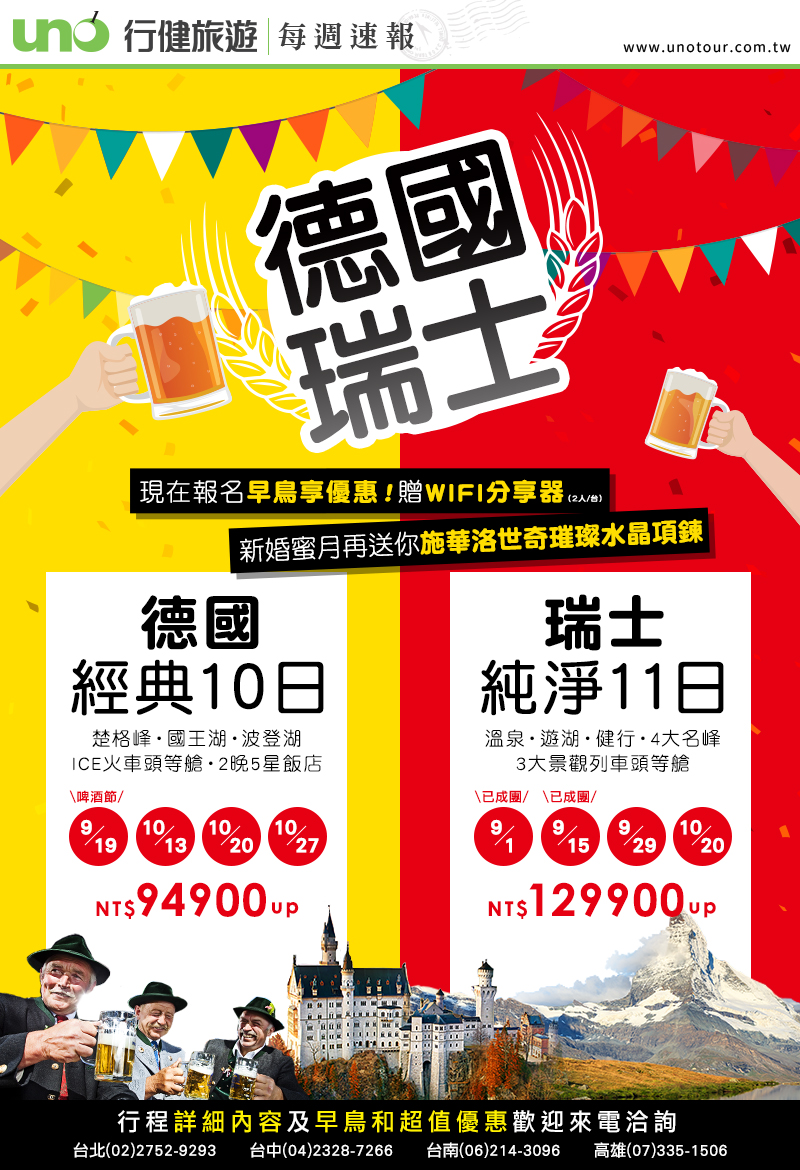 uno 行健旅遊 每週速報
www.unotour.com.tw
德國
瑞士
現在報名早鳥享優惠!贈WIFI分享器(2人/台)
新婚蜜月再送你施華洛世奇璀璨水晶項鍊
德國
經典10日
楚格峰・國王湖・波登湖
ICE火車頭等艙・2晚5星飯店
\啤酒節/
9/19 10/13 10/20 10/27
NT$94900up
瑞士
純淨11日
溫泉・遊湖・健行・4大名峰
3大景觀列車頭等艙
\已成團/ \已成團/
9/1 9/15 9/29 10/20
NT$129900up
行程詳細內容及早鳥和超值優惠歡迎來電洽詢
台北(02)2752-9293 台中(04)2328-7266 台南(06)214-3096 高雄(07)335-1506